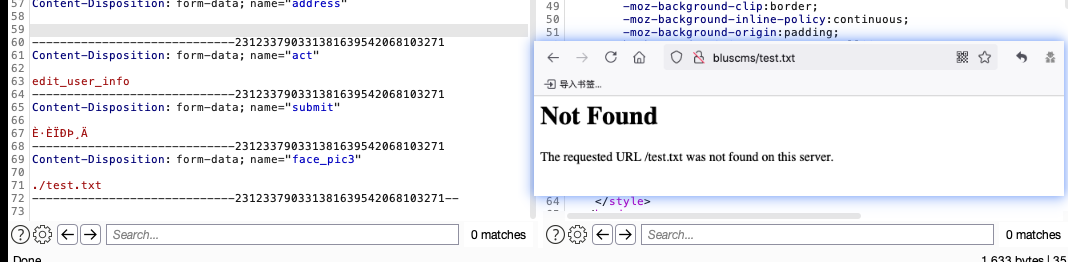 57 Content-Disposition: form-data; name="address"
58
59
60 -----------------------------231233790331381639542068103271
61 Content-Disposition: form-data; name="act"
62
63 edit_user_info
64 -----------------------------231233790331381639542068103271
65 Content-Disposition: form-data; name="submit"
66
67 È·ÈÏÐÞ¸Ä
68 -----------------------------231233790331381639542068103271
69 Content-Disposition: form-data; name="face_pic3"
70
71 ./test.txt
72 -----------------------------231233790331381639542068103271--
73
Search...
0 matches
Done
49 -moz-background-clip:border;
50 -moz-background-inline-policy:continuous;
51 -moz-background-origin:padding;
bluscms/test.txt
导入书签...
Not Found
The requested URL /test.txt was not found on this server.
64 </style>
Search...
0 matches
1,633 bytes | 35